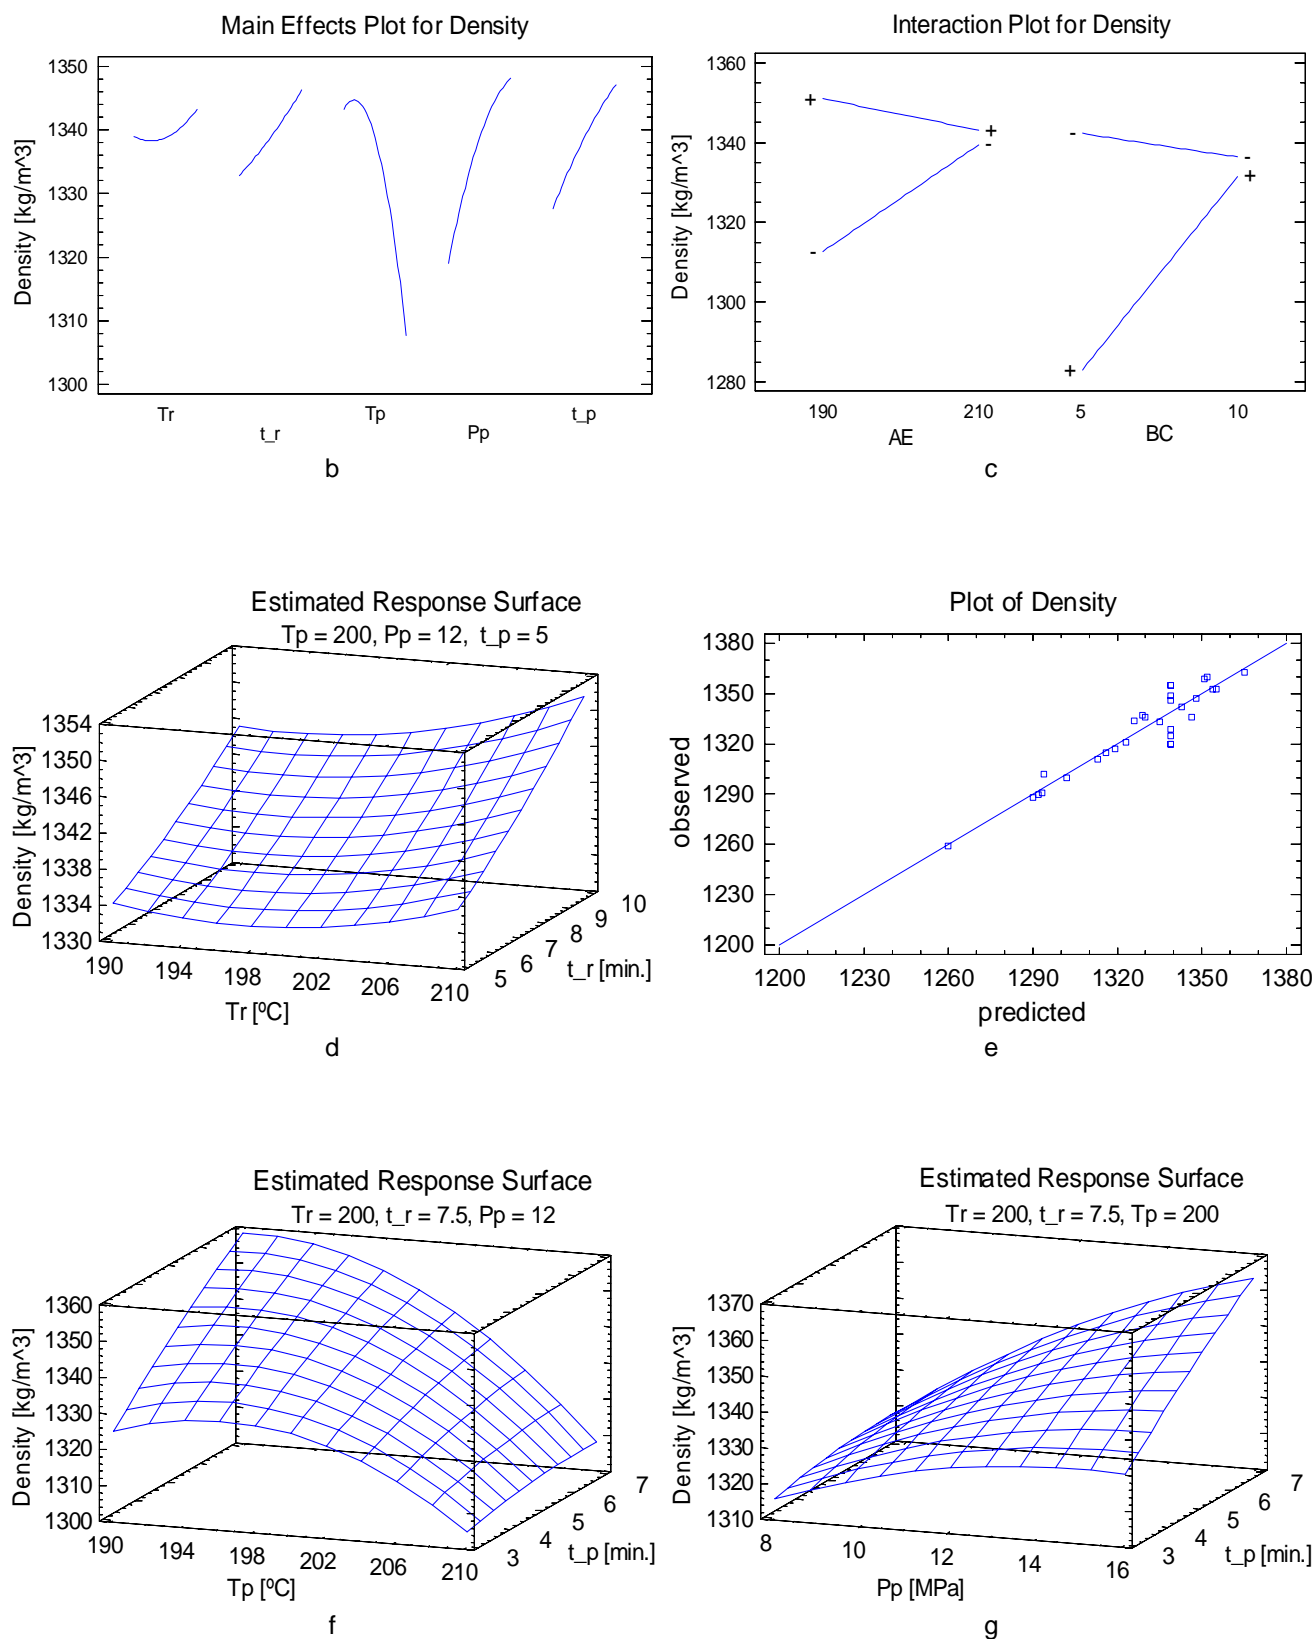 Main Effects Plot for Density
Density [kg/m^3]
1350
1340
1330
1320
1310
1300
Tr
t_r
Tp
Pp
t_p
b
Interaction Plot for Density
Density [kg/m^3]
1360
1340
1320
1300
1280
+
-
+
-
-
+
-
+
190
210
5
10
AE
BC
c
Estimated Response Surface
Tp = 200, Pp = 12, t_p = 5
Density [kg/m^3]
1354
1350
1346
1342
1338
1334
1330
190
194
198
202
206
210
Tr [ºC]
5
6
7
8
9
10
t_r [min.]
d
Plot of Density
observed
1380
1350
1320
1290
1260
1230
1200
1200
1230
1260
1290
1320
1350
1380
predicted
e
Estimated Response Surface
Tr = 200, t_r = 7.5, Pp = 12
Density [kg/m^3]
1360
1350
1340
1330
1320
1310
1300
190
194
198
202
206
210
Tp [ºC]
3
4
5
6
7
t_p [min.]
f
Estimated Response Surface
Tr = 200, t_r = 7.5, Tp = 200
Density [kg/m^3]
1370
1360
1350
1340
1330
1320
1310
8
10
12
14
16
Pp [MPa]
3
4
5
6
7
t_p [min.]
g